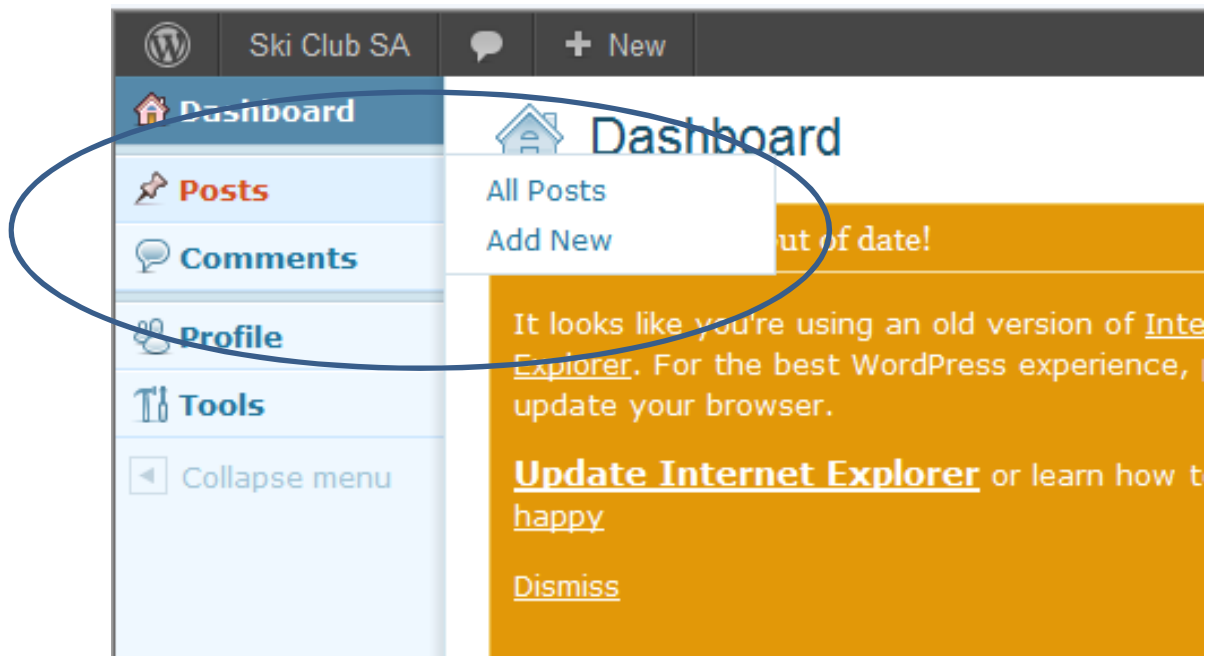 Ski Club SA + New
Dashboard
Dashboard
Posts
All Posts
Comments
Add New
out of date!
Profile
It looks like you're using an old version of Inte
Explorer. For the best WordPress experience,
Tools
update your browser.
Collapse menu
Update Internet Explorer or learn how t
happy
Dismiss